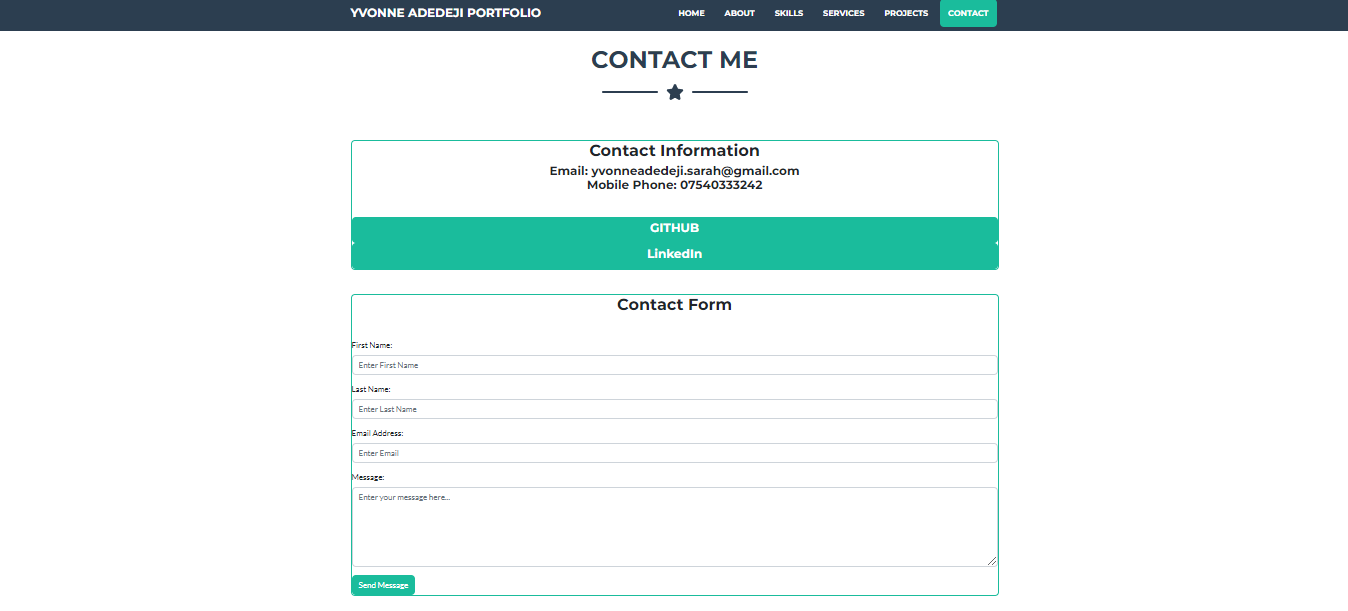 YVONNE ADEDEJI PORTFOLIO HOME ABOUT SKILLS SERVICES PROJECTS CONTACT
CONTACT ME
Contact Information
Email: yvonneadedeji.sarah@gmail.com
Mobile Phone: 07540333242
GITHUB
LinkedIn
Contact Form
First Name:
Enter First Name
Last Name:
Enter Last Name
Email Address:
Enter Email
Message:
Enter your message here...
Send Message